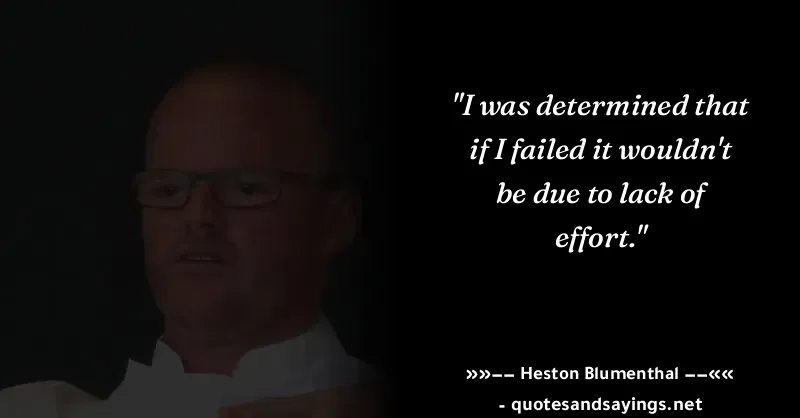 "I was determined that
if I failed it wouldn't
be due to lack of
effort."
»»–– Heston Blumenthal ––««
- quotesandsayings.net